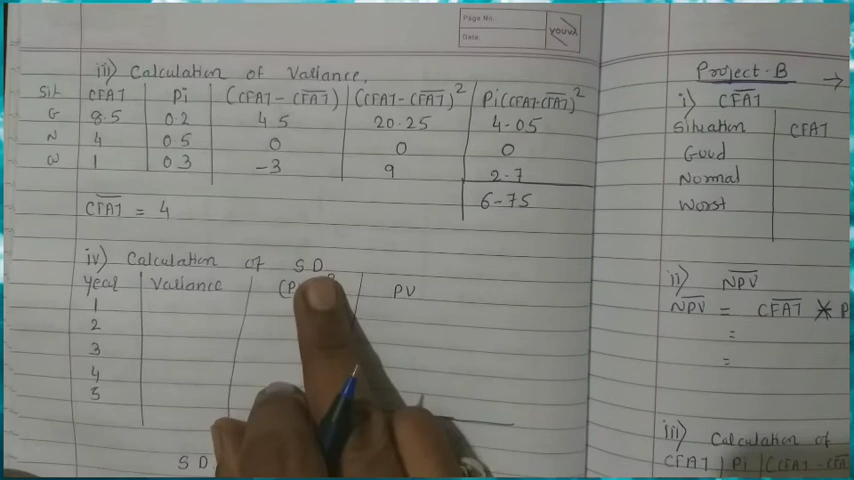 Page No.
Date:
YOUVA
iii) Calculation of Variance.
Sit. CFAT Pi (CFAT-CFAT) (CFAT-CFAT)² Pi(CFAT-CFAT)²
G 8.5 0.2 4.5 20.25 4.05
N 4 0.5 0 0 0
W 1 0.3 -3 9 2.7
6-75
CFAT = 4
iv) Calculation of SD
Year Variance PV
1
2
3
4
5
SD
Project-B →
i) CFAT
Situation CFAT
Good
Normal
Worst
ii) NPV
NPV = CFAT * P
=
=
iii) Calculation of
CFAT Pi (CFAT-CFA